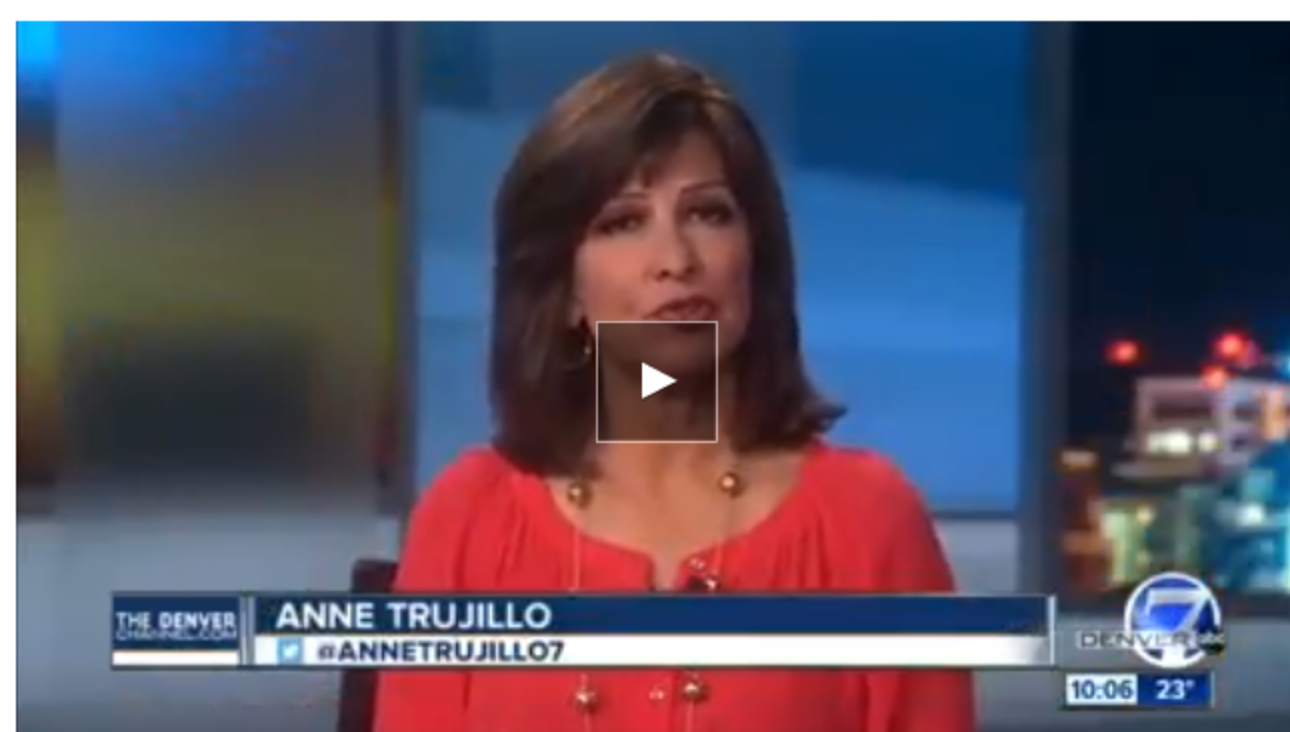 THE DENVER
CHANNEL.COM
ANNE TRUJILLO
@ANNETRUJILLO7
7
DENVER
10:06 23°